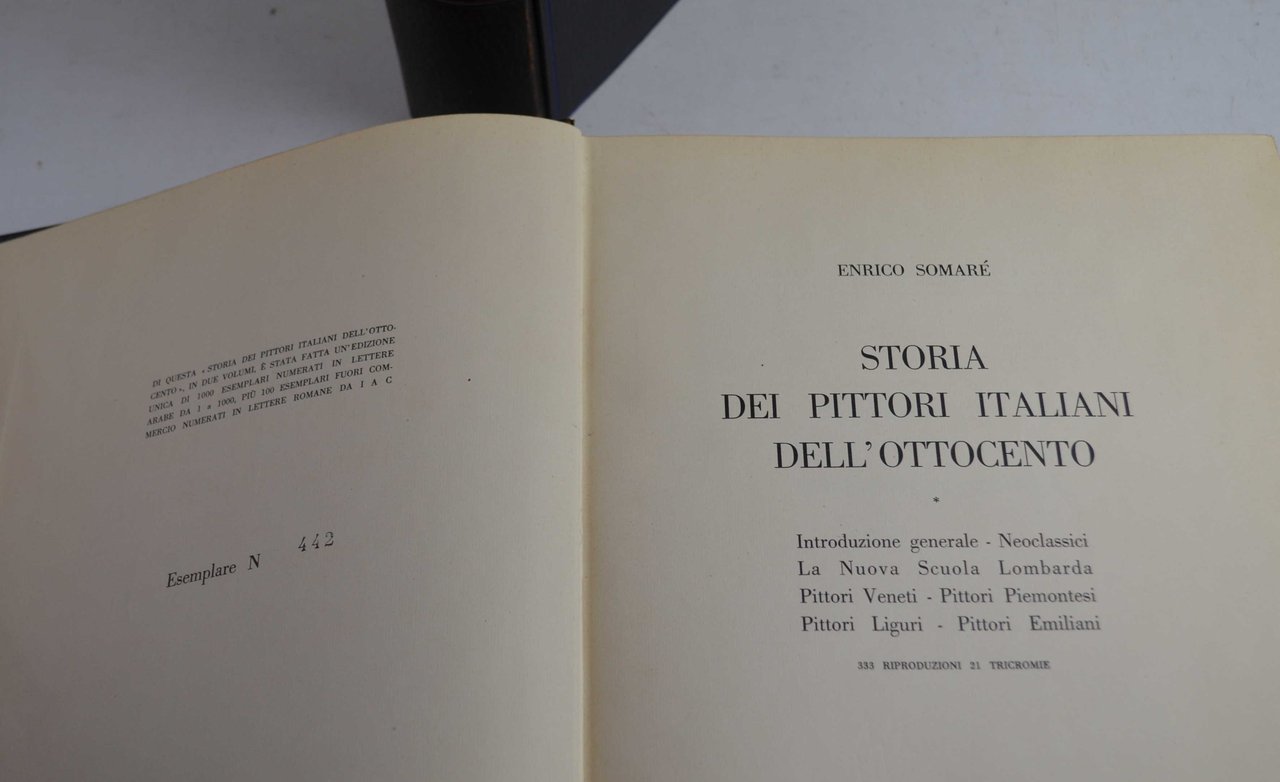 DI QUESTA « STORIA DEI PITTORI ITALIANI DELL'OTTO-
CENTO », IN DUE VOLUMI, È STATA FATTA UN'EDIZIONE
UNICA DI 1000 ESEMPLARI NUMERATI IN LETTERE
ARABE DA 1 a 1000, PIÙ 100 ESEMPLARI FUORI COM-
MERCIO NUMERATI IN LETTERE ROMANE DA I A C
Esemplare N 442
ENRICO SOMARÉ
STORIA
DEI PITTORI ITALIANI
DELL'OTTOCENTO
*
Introduzione generale - Neoclassici
La Nuova Scuola Lombarda
Pittori Veneti - Pittori Piemontesi
Pittori Liguri - Pittori Emiliani
333 RIPRODUZIONI 21 TRICROMIE